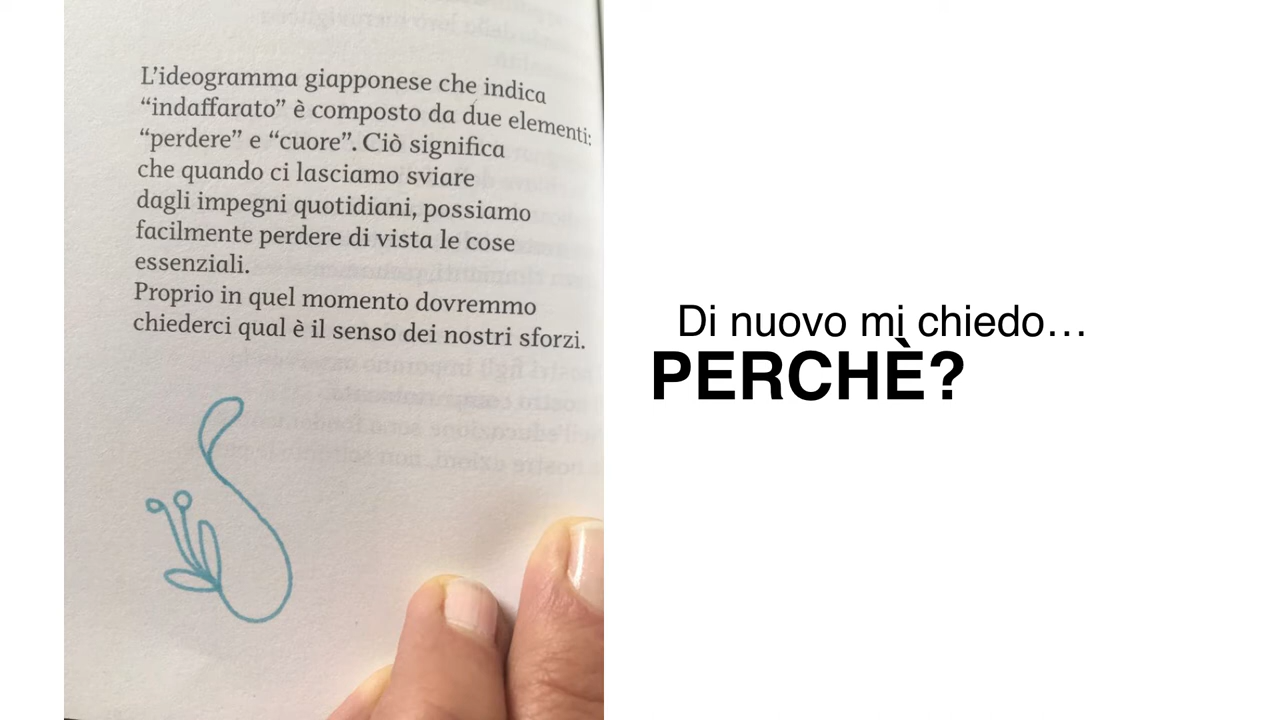 L’ideogramma giapponese che indica
“indaffarato” è composto da due elementi:
“perdere” e “cuore”. Ciò significa
che quando ci lasciamo sviare
dagli impegni quotidiani, possiamo
facilmente perdere di vista le cose
essenziali.
Proprio in quel momento dovremmo
chiederci qual è il senso dei nostri sforzi.
Di nuovo mi chiedo…
PERCHÈ?